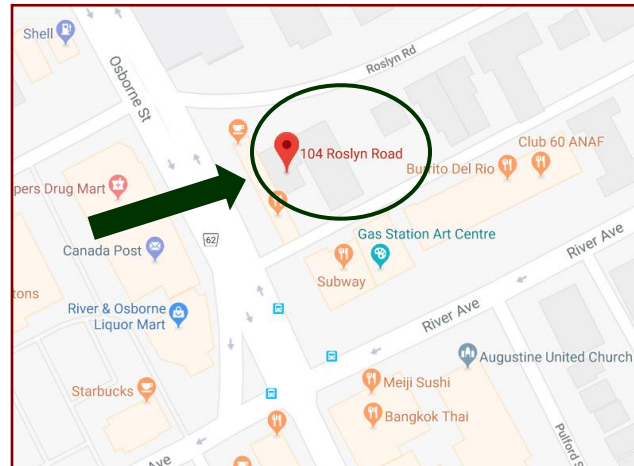 Shell
Osborne St
Roslyn Rd
104 Roslyn Road
Club 60 ANAF
Burrito Del Rio
pers Drug Mart
62
Canada Post
Gas Station Art Centre
River Ave
Subway
tons
River & Osborne
Liquor Mart
River Ave
Augustine United Church
Starbucks
Meiji Sushi
Bangkok Thai
Pulford S
Ave